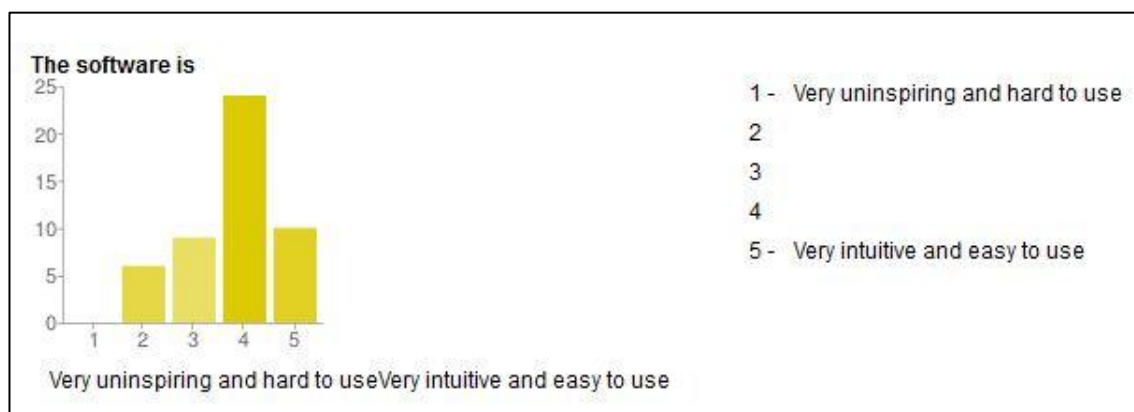 The software is
25
20
15
10
5
0
1 2 3 4 5
Very uninspiring and hard to useVery intuitive and easy to use
1 - Very uninspiring and hard to use
2
3
4
5 - Very intuitive and easy to use